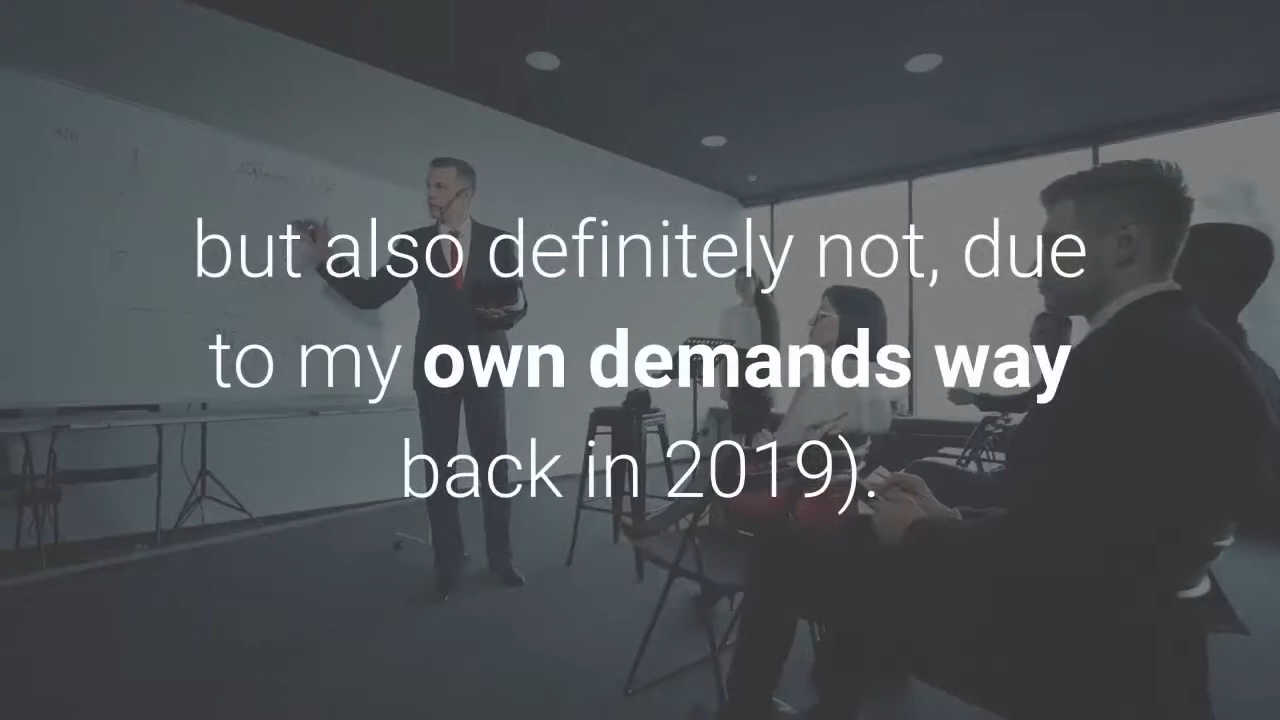 but also definitely not, due
to my own demands way
back in 2019).